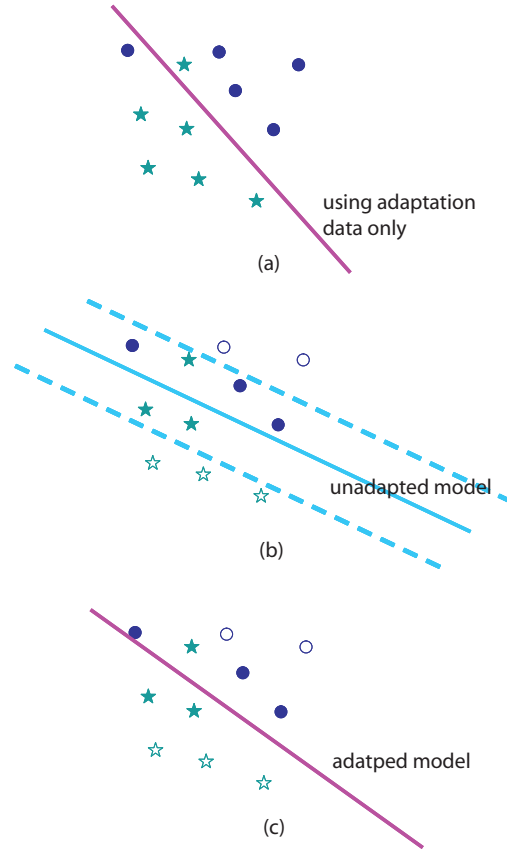 using adaptation
data only
(a)
unadapted model
(b)
adatped model
(c)